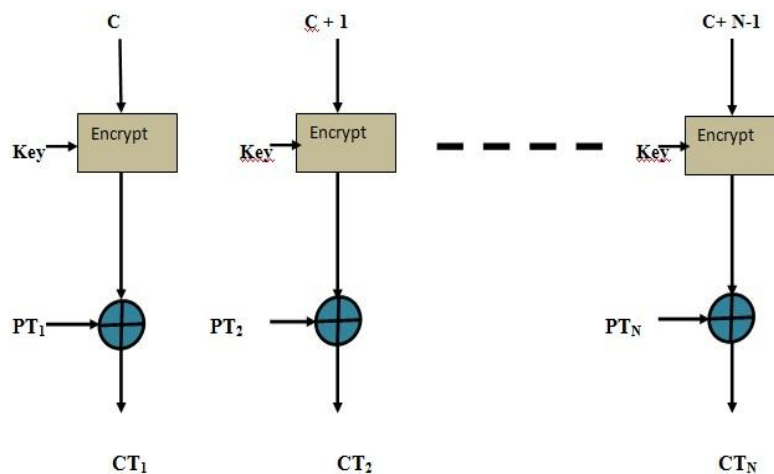 C C + 1 C+ N-1
Encrypt Encrypt Encrypt
Key Key Key
PT₁ PT₂ PTN
CT₁ CT₂ CTN